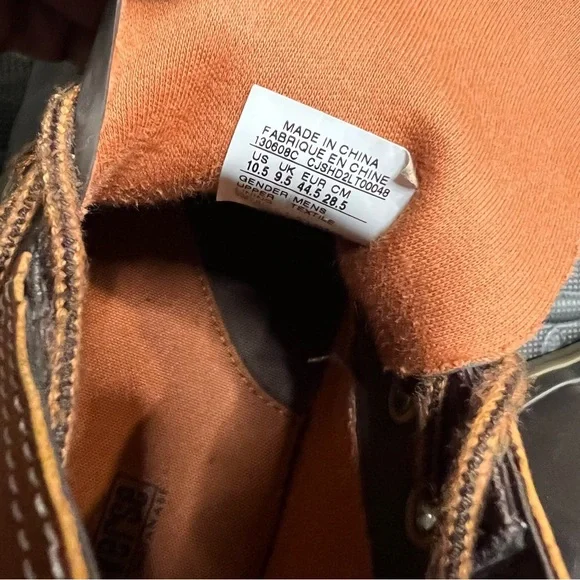 MADE IN CHINA
FABRIQUE EN CHINE
130608C CJSHD2LT00048
US UK EUR CM
10.5 9.5 44.5 28.5
GENDER MENS
UPPER TEXTILE